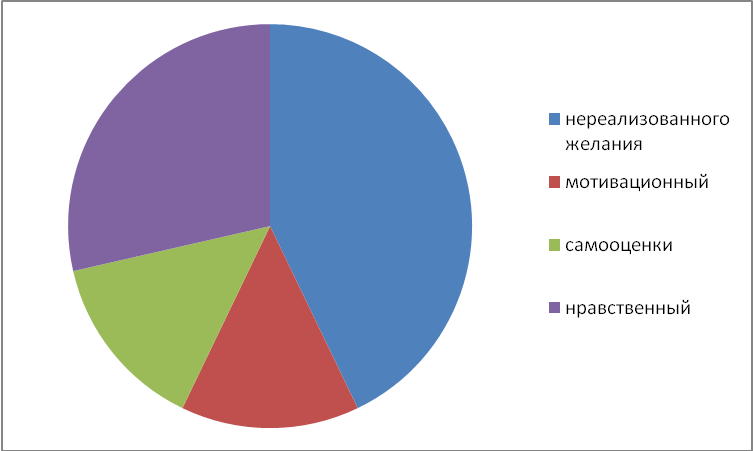 нереализованного
желания
мотивационный
самооценки
нравственный